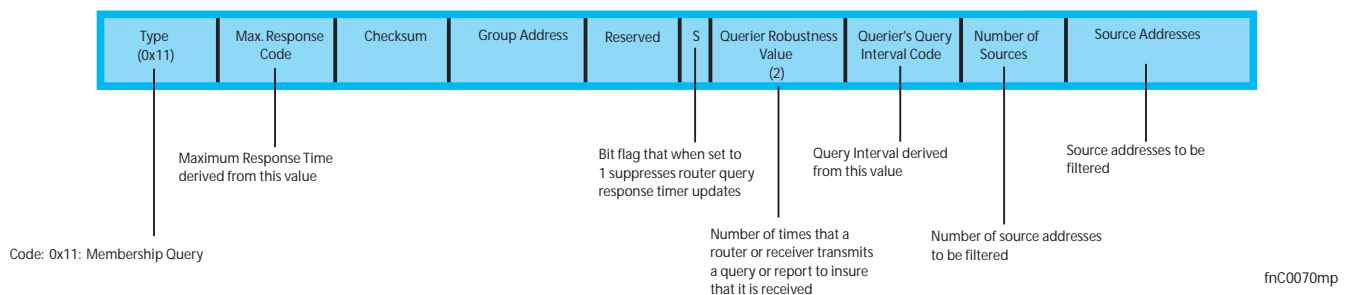 Type
(0x11)
Max. Response
Code
Checksum
Group Address
Reserved
S
Querier Robustness
Value
(2)
Querier's Query
Interval Code
Number of
Sources
Source Addresses
Maximum Response Time
derived from this value
Bit flag that when set to
1 suppresses router query
response timer updates
Query Interval derived
from this value
Source addresses to be
filtered
Code: 0x11: Membership Query
Number of times that a
router or receiver transmits
a query or report to insure
that it is received
Number of source addresses
to be filtered
fnC0070mp